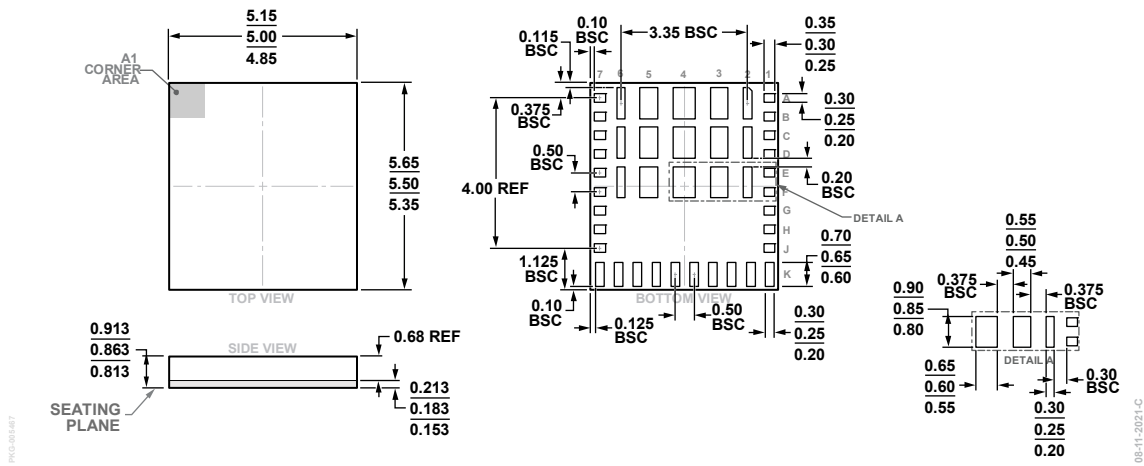 5.15
5.00
4.85
A1
CORNER
AREA
5.65
5.50
5.35
TOP VIEW
0.10
BSC
3.35 BSC
0.35
0.30
0.25
0.115
BSC
7
6
5
4
3
2
1
0.375
BSC
A
B
C
D
E
F
G
H
J
K
0.30
0.25
0.20
0.50
BSC
4.00 REF
0.20
BSC
DETAIL A
1.125
BSC
0.70
0.65
0.60
0.10
BSC
BOTTOM VIEW
0.125
BSC
0.50
BSC
0.30
0.25
0.20
0.913
0.863
0.813
SIDE VIEW
0.68 REF
SEATING
PLANE
0.213
0.183
0.153
0.55
0.50
0.45
0.90
0.85
0.80
0.375
BSC
0.375
BSC
DETAIL A
0.65
0.60
0.55
0.30
BSC
0.30
0.25
0.20
PKG-005467
08-11-2021-C